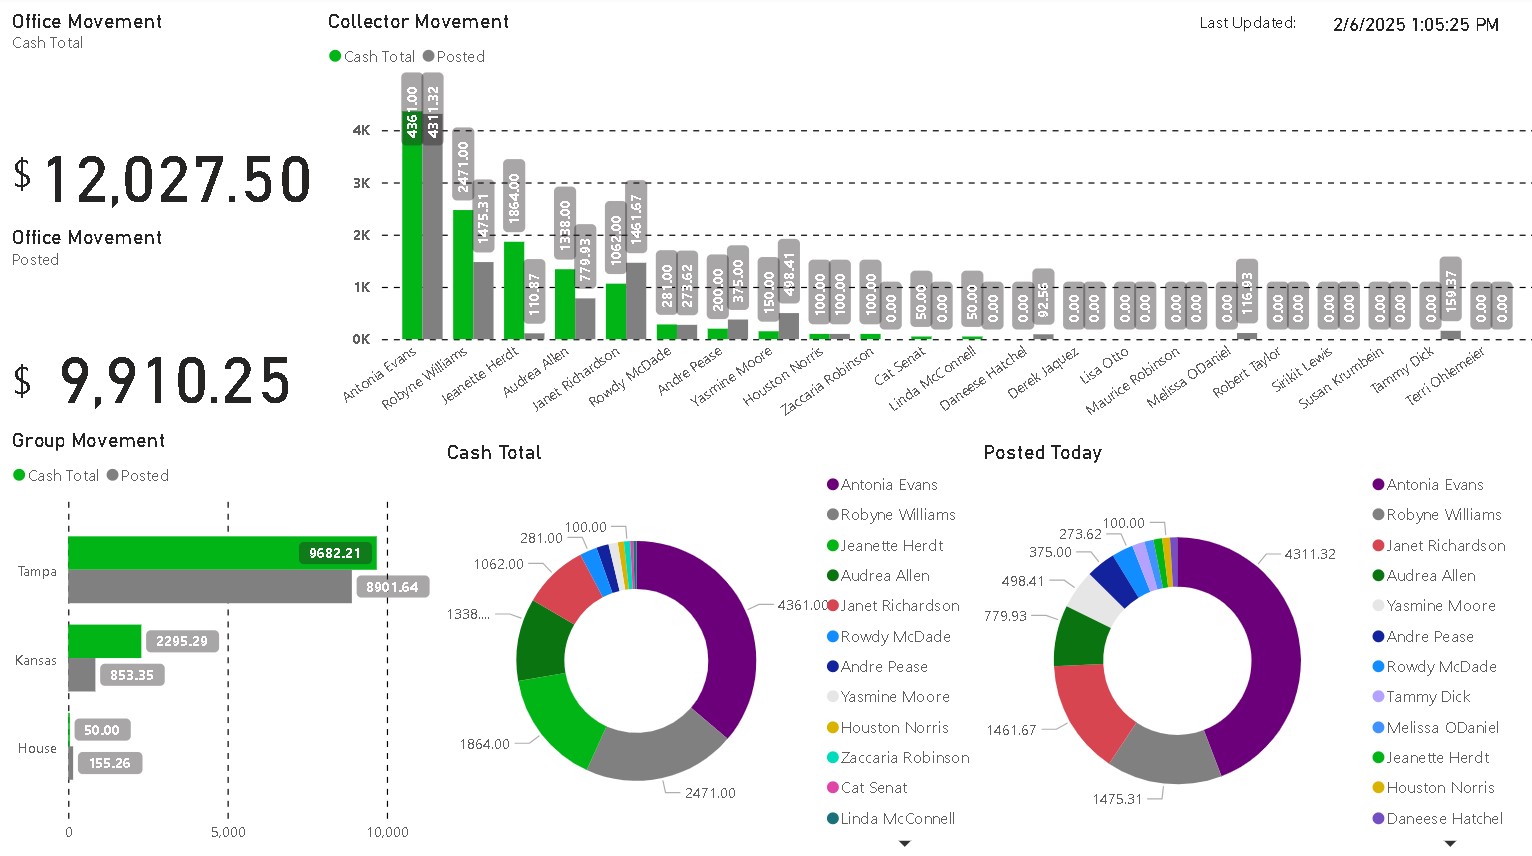 Office Movement
Cash Total
$ 12,027.50
Office Movement
Posted
$ 9,910.25
Collector Movement
Cash Total Posted
Last Updated: 2/6/2025 1:05:25 PM
4K
3K
2K
1K
0K
4361.00 4311.32
2471.00 1475.31
1864.00 110.87
1338.00 779.93
1062.00 1461.67
281.00 273.62
200.00 375.00
150.00 498.41
100.00 100.00
100.00 0.00
50.00 0.00
50.00 0.00
0.00 92.56
0.00 0.00
0.00 0.00
0.00 0.00
0.00 116.93
0.00 0.00
0.00 0.00
0.00 0.00
0.00 159.37
0.00 0.00
Antonia Evans
Robyne Williams
Jeanette Herdt
Audrea Allen
Janet Richardson
Rowdy McDade
Andre Pease
Yasmine Moore
Houston Norris
Zaccaria Robinson
Cat Senat
Linda McConnell
Daneese Hatchel
Derek Jaquez
Lisa Otto
Maurice Robinson
Melissa ODaniel
Robert Taylor
Sirikit Lewis
Susan Krumbein
Tammy Dick
Terri Ohlemeier
Group Movement
Cash Total Posted
Tampa
9682.21
8901.64
Kansas
2295.29
853.35
House
50.00
155.26
0 5,000 10,000
Cash Total
100.00
281.00
1062.00
1338....
1864.00
2471.00
4361.00
Antonia Evans
Robyne Williams
Jeanette Herdt
Audrea Allen
Janet Richardson
Rowdy McDade
Andre Pease
Yasmine Moore
Houston Norris
Zaccaria Robinson
Cat Senat
Linda McConnell
Posted Today
100.00
273.62
375.00
498.41
779.93
1461.67
1475.31
4311.32
Antonia Evans
Robyne Williams
Janet Richardson
Audrea Allen
Yasmine Moore
Andre Pease
Rowdy McDade
Tammy Dick
Melissa ODaniel
Jeanette Herdt
Houston Norris
Daneese Hatchel